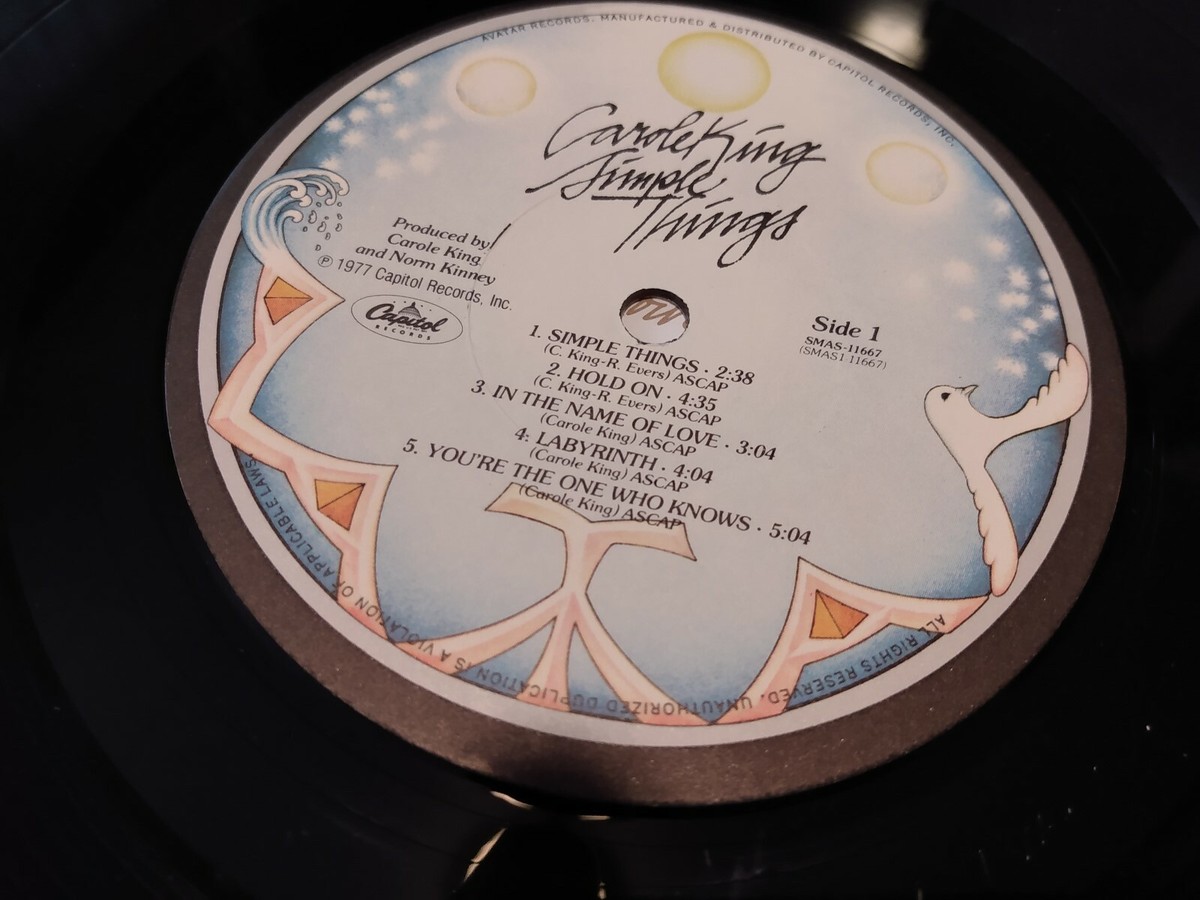 AVATAR RECORDS. MANUFACTURED & DISTRIBUTED BY CAPITOL RECORDS, INC.
Carole King
Simple
Things
Produced by
Carole King
and Norm Kinney
℗ 1977 Capitol Records, Inc.
Capitol
RECORDS
Side 1
SMAS-11667
(SMAS1 11667)
1. SIMPLE THINGS · 2:38
(C. King-R. Evers) ASCAP
2. HOLD ON · 4:35
(C. King-R. Evers) ASCAP
3. IN THE NAME OF LOVE · 3:04
(Carole King) ASCAP
4: LABYRINTH · 4:04
(Carole King) ASCAP
5. YOU'RE THE ONE WHO KNOWS · 5:04
(Carole King) ASCAP
ALL RIGHTS RESERVED. UNAUTHORIZED DUPLICATION IS A VIOLATION OF APPLICABLE LAWS.